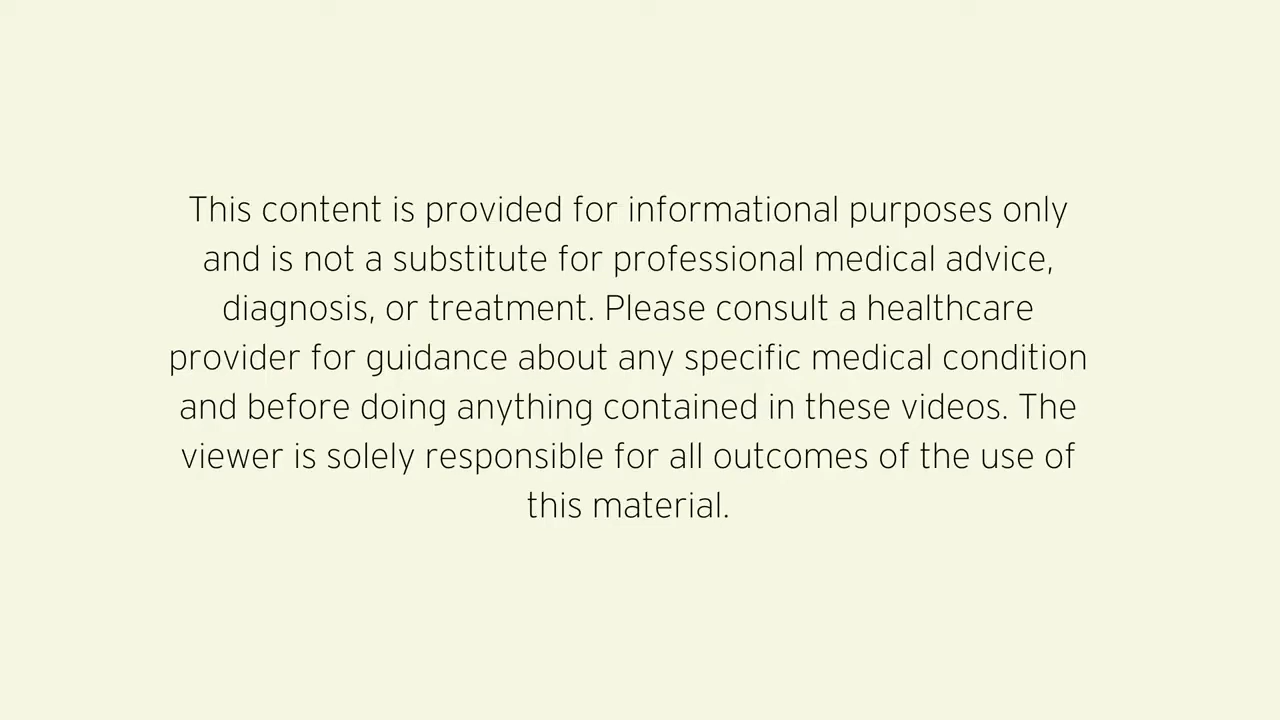 This content is provided for informational purposes only
and is not a substitute for professional medical advice,
diagnosis, or treatment. Please consult a healthcare
provider for guidance about any specific medical condition
and before doing anything contained in these videos. The
viewer is solely responsible for all outcomes of the use of
this material.